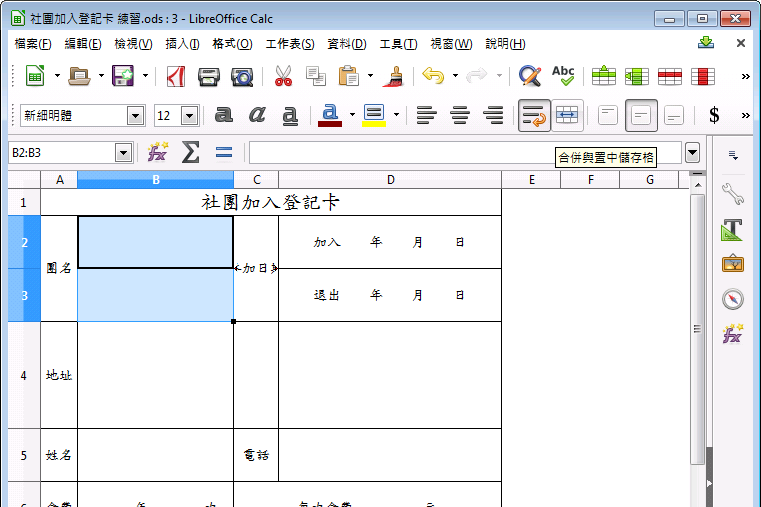 社團加入登記卡 練習.ods : 3 - LibreOffice Calc
檔案(F) 編輯(E) 檢視(V) 插入(I) 格式(O) 工作表(S) 資料(D) 工具(T) 視窗(W) 說明(H)
Abc
新細明體 12 a a a a $ »
B2:B3
合併與置中儲存格
A B C D E F G
1 社團加入登記卡
2 加入 年 月 日
團名 加日
3 退出 年 月 日
4 地址
5 姓名 電話
6